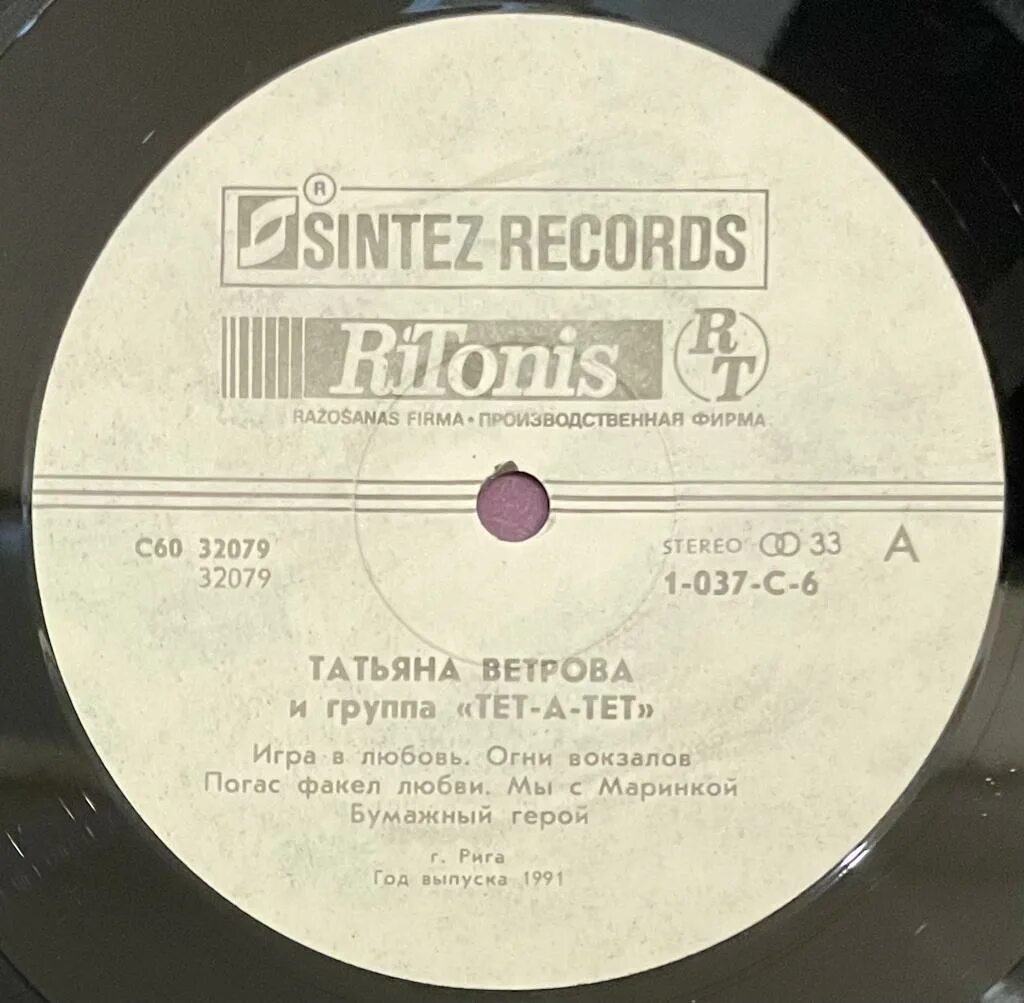 ®
SINTEZ RECORDS
RiTonis RT
RAŽOŠANAS FIRMA • ПРОИЗВОДСТВЕННАЯ ФИРМА
С60 32079 STEREO 33 A
32079 1-037-С-6
ТАТЬЯНА ВЕТРОВА
и группа «ТЕТ-А-ТЕТ»
Игра в любовь. Огни вокзалов
Погас факел любви. Мы с Маринкой
Бумажный герой
г. Рига
Год выпуска 1991